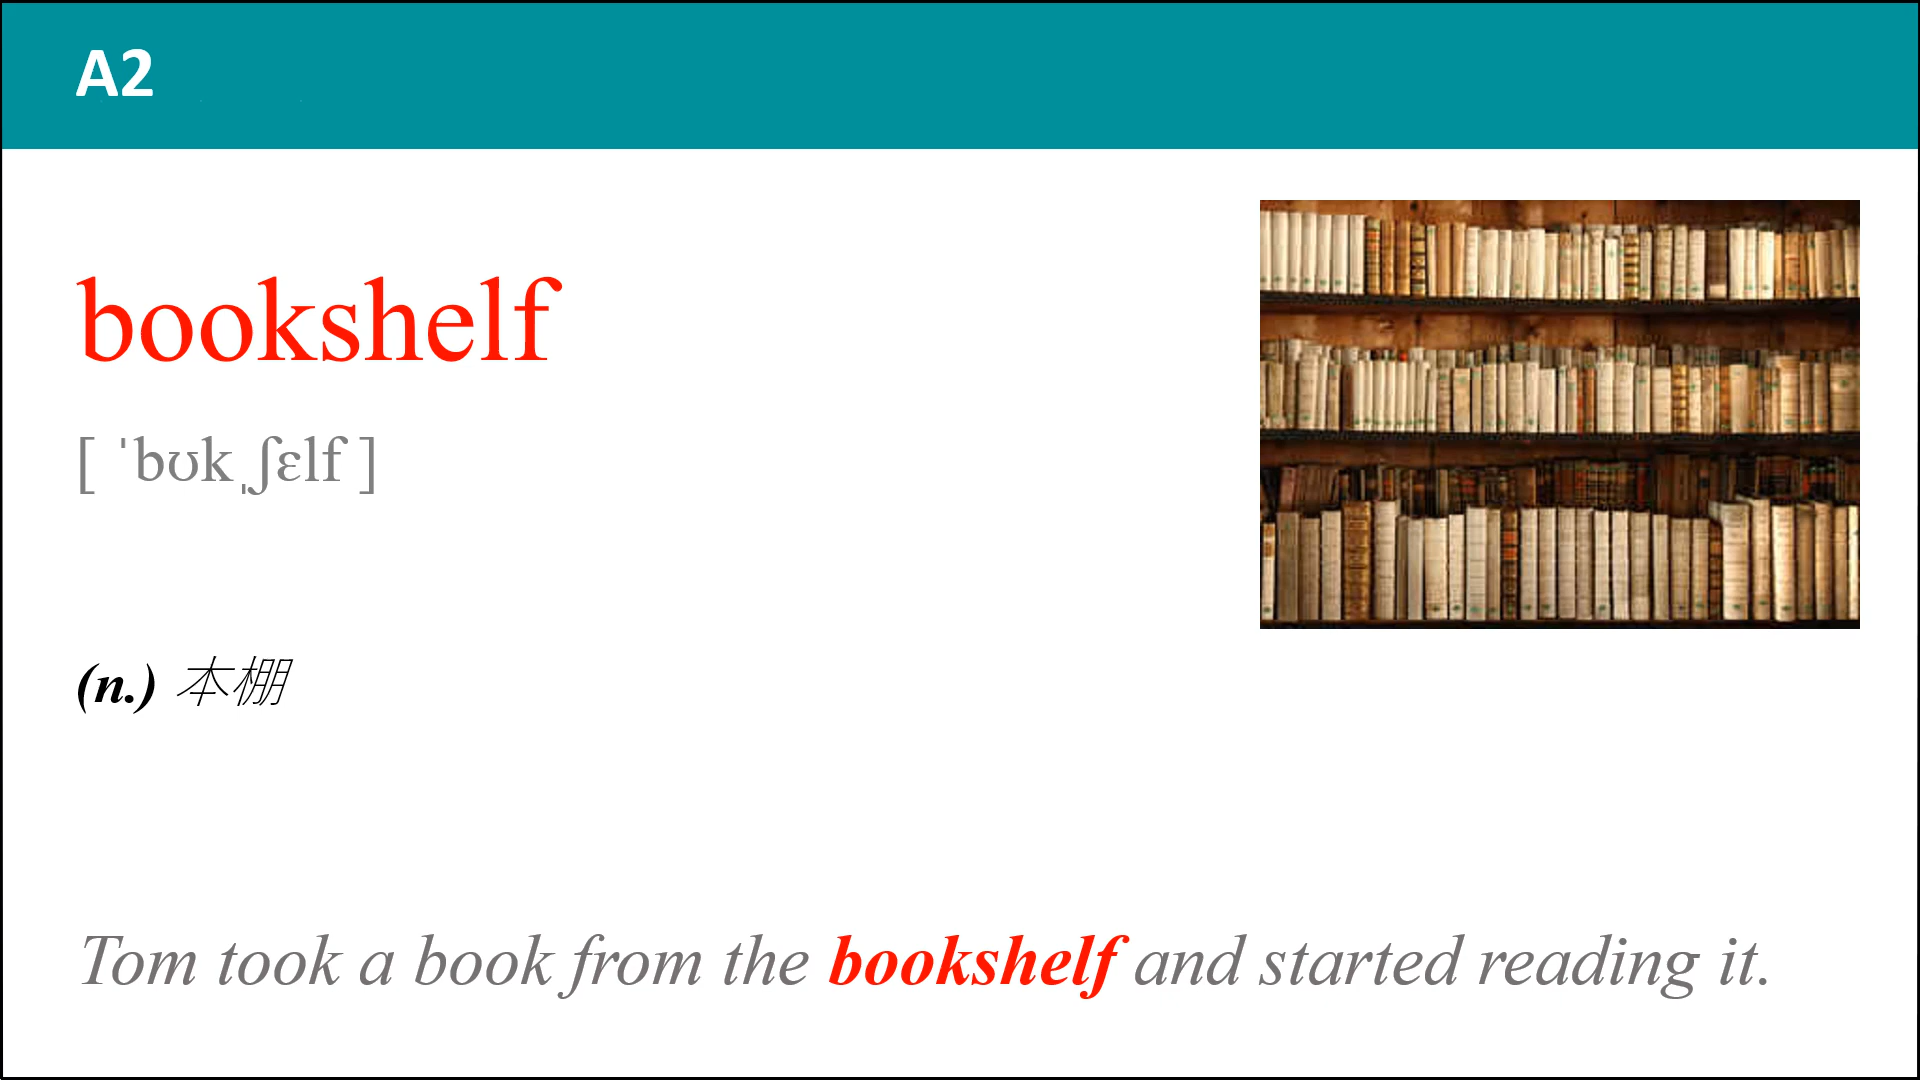 A2
bookshelf
[ ˈbʊkˌʃɛlf ]
(n.) 本棚
Tom took a book from the bookshelf and started reading it.